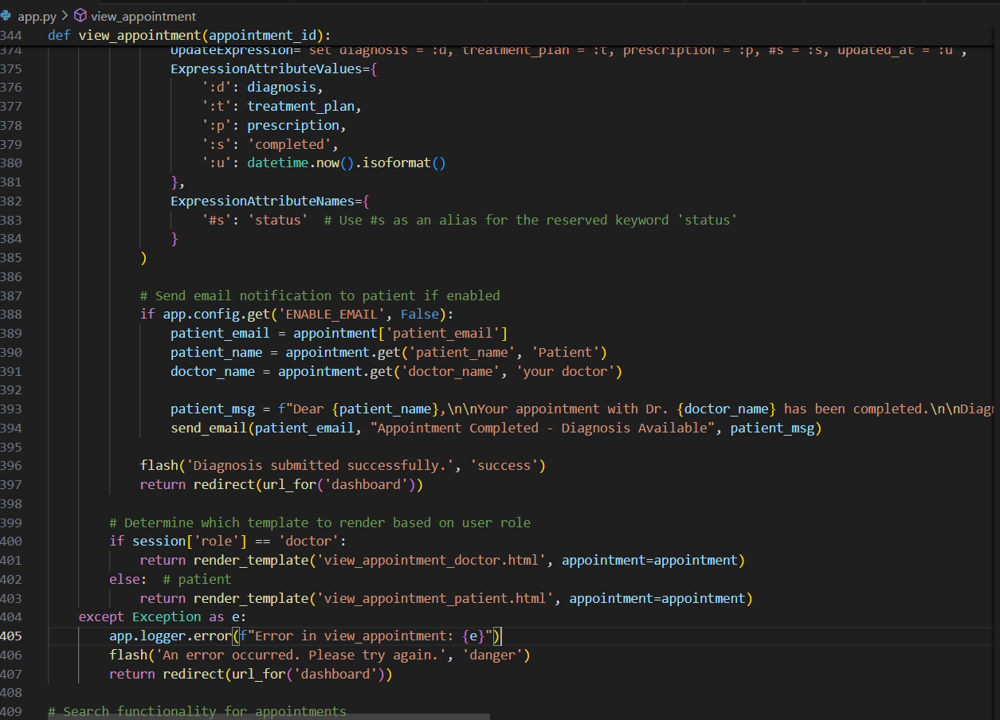 app.py > view_appointment
344 def view_appointment(appointment_id):
374 UpdateExpression="set diagnosis = :d, treatment_plan = :t, prescription = :p, #s = :s, updated_at = :u",
375 ExpressionAttributeValues={
376 ':d': diagnosis,
377 ':t': treatment_plan,
378 ':p': prescription,
379 ':s': 'completed',
380 ':u': datetime.now().isoformat()
381 },
382 ExpressionAttributeNames={
383 '#s': 'status'  # Use #s as an alias for the reserved keyword 'status'
384 }
385 )
386
387 # Send email notification to patient if enabled
388 if app.config.get('ENABLE_EMAIL', False):
389 patient_email = appointment['patient_email']
390 patient_name = appointment.get('patient_name', 'Patient')
391 doctor_name = appointment.get('doctor_name', 'your doctor')
392
393 patient_msg = f"Dear {patient_name},\n\nYour appointment with Dr. {doctor_name} has been completed.\n\nDiagn
394 send_email(patient_email, "Appointment Completed - Diagnosis Available", patient_msg)
395
396 flash('Diagnosis submitted successfully.', 'success')
397 return redirect(url_for('dashboard'))
398
399 # Determine which template to render based on user role
400 if session['role'] == 'doctor':
401 return render_template('view_appointment_doctor.html', appointment=appointment)
402 else:  # patient
403 return render_template('view_appointment_patient.html', appointment=appointment)
404 except Exception as e:
405 app.logger.error(f"Error in view_appointment: {e}")
406 flash('An error occurred. Please try again.', 'danger')
407 return redirect(url_for('dashboard'))
408
409 # Search functionality for appointments